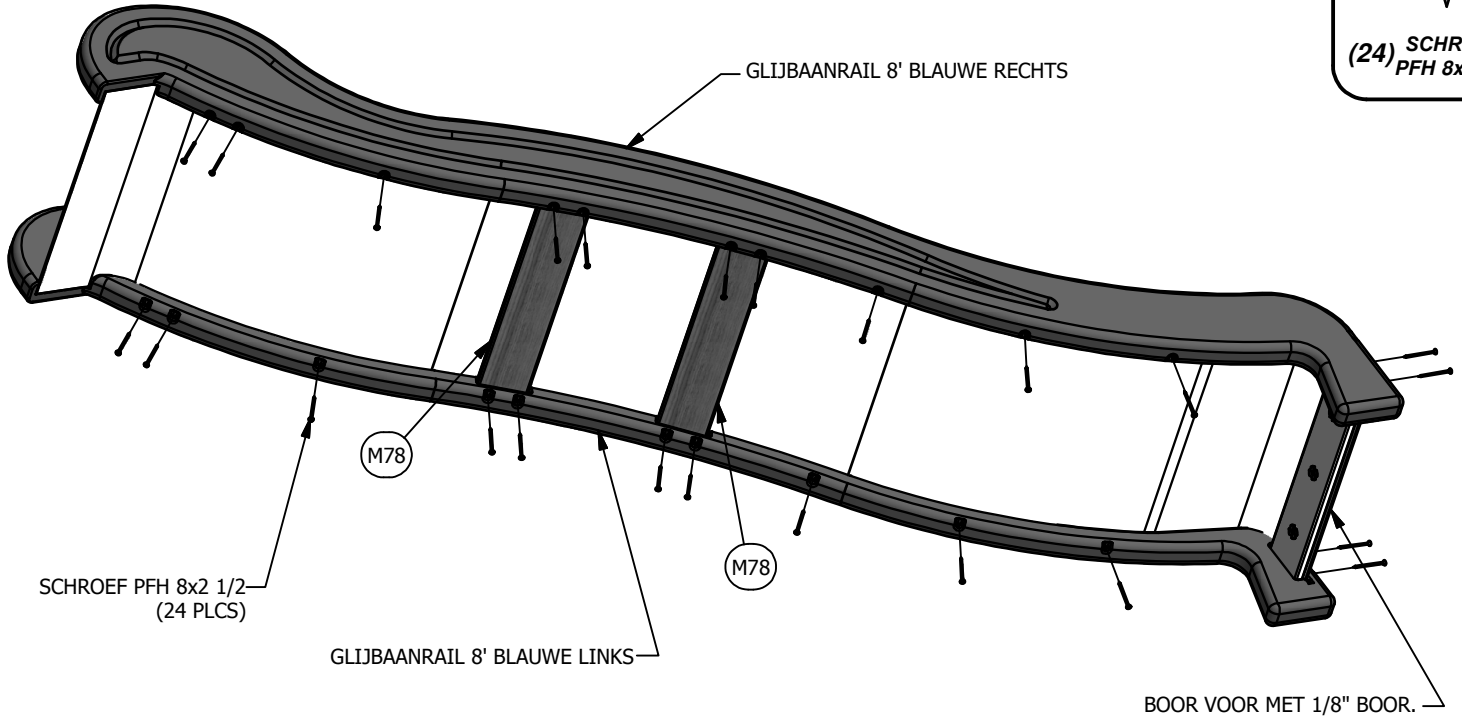 GLIJBAANRAIL 8' BLAUWE RECHTS
(24)
PFH
M78
M78
SCHROEF PFH 8x2 1/2
(24 PLCS)
GLIJBAANRAIL 8' BLAUWE LINKS
BOOR VOOR MET 1/8" BOOR.